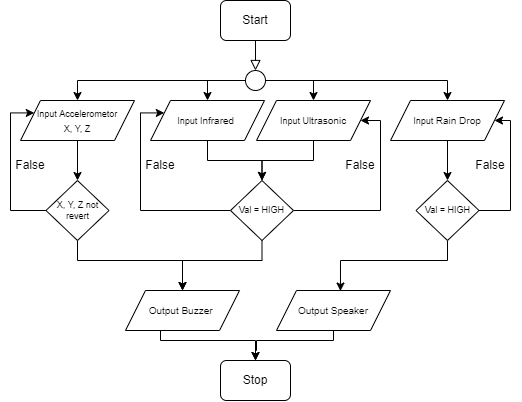 Start
Input Accelerometor
X, Y, Z
Input Infrared
Input Ultrasonic
Input Rain Drop
False
False
False
False
X, Y, Z not
revert
Val = HIGH
Val = HIGH
Output Buzzer
Output Speaker
Stop